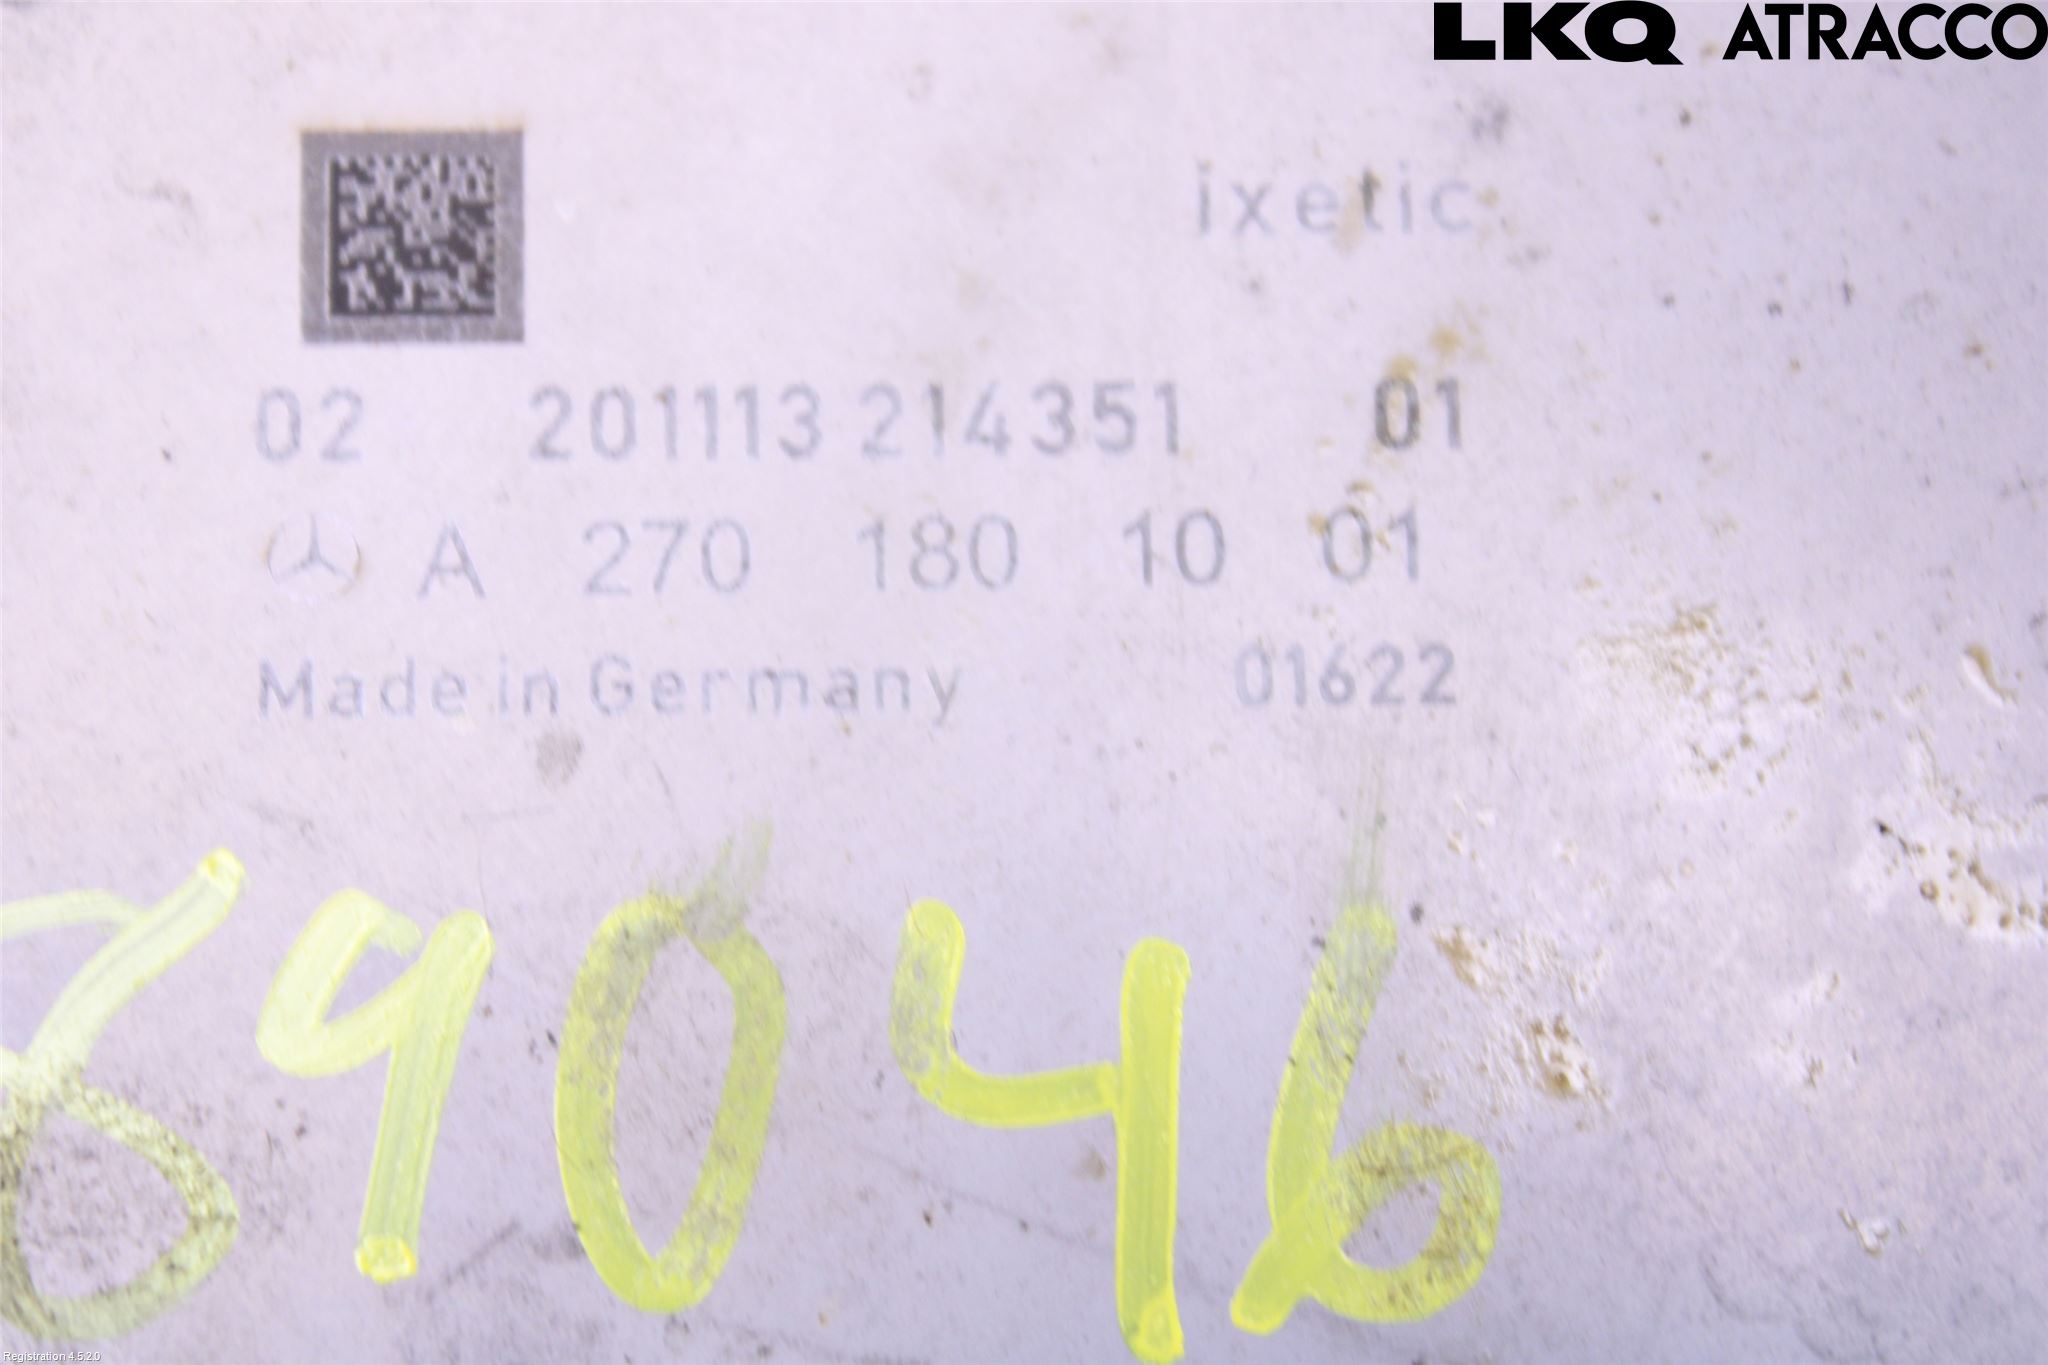 LKQ ATRACCO
ixetic
02 201113 214351 01
A 270 180 10 01
Made in Germany 01622
89046
Registration 4.5.2.0